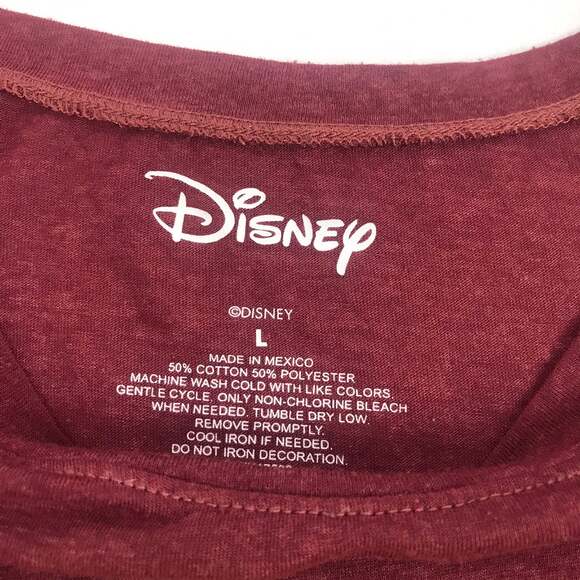 Disney
©DISNEY
L
MADE IN MEXICO
50% COTTON 50% POLYESTER
MACHINE WASH COLD WITH LIKE COLORS.
GENTLE CYCLE. ONLY NON-CHLORINE BLEACH
WHEN NEEDED. TUMBLE DRY LOW.
REMOVE PROMPTLY.
COOL IRON IF NEEDED.
DO NOT IRON DECORATION.